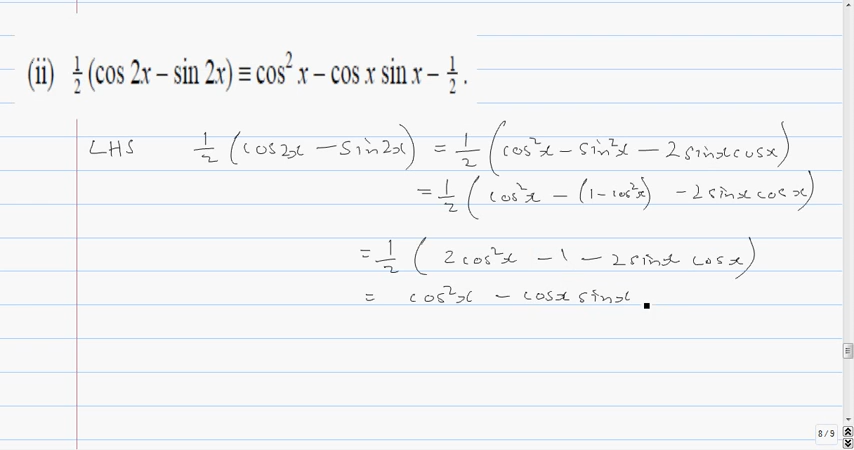 (ii) ½(cos 2x – sin 2x) ≡ cos² x – cos x sin x – ½.
LHS ½ (cos2x – sin2x) = ½ (cos²x – sin²x – 2sinxcosx)
= ½ (cos²x – (1–cos²x) – 2sinxcosx)
= ½ (2cos²x – 1 – 2sinx cosx)
= cos²x – cosx sinx
8/9